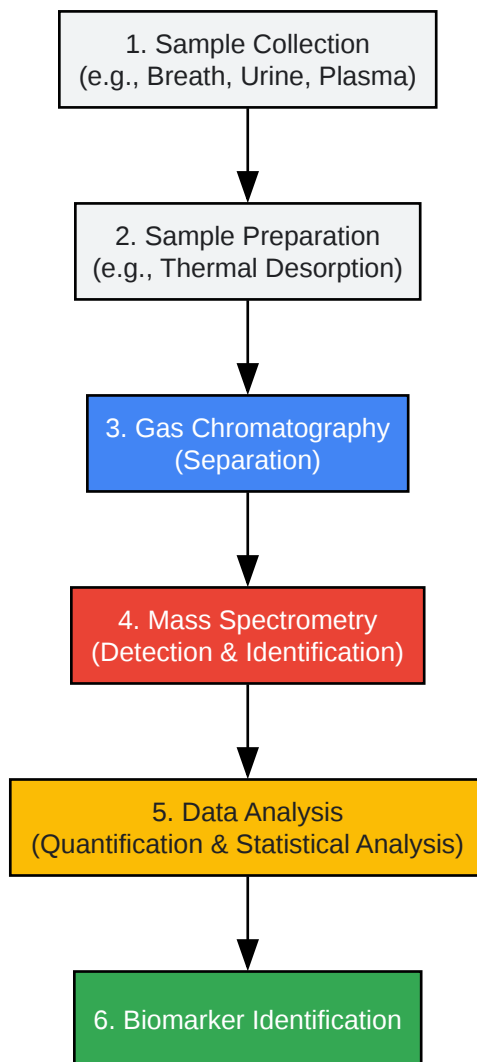 1. Sample Collection
(e.g., Breath, Urine, Plasma)
2. Sample Preparation
(e.g., Thermal Desorption)
3. Gas Chromatography
(Separation)
4. Mass Spectrometry
(Detection & Identification)
5. Data Analysis
(Quantification & Statistical Analysis)
6. Biomarker Identification